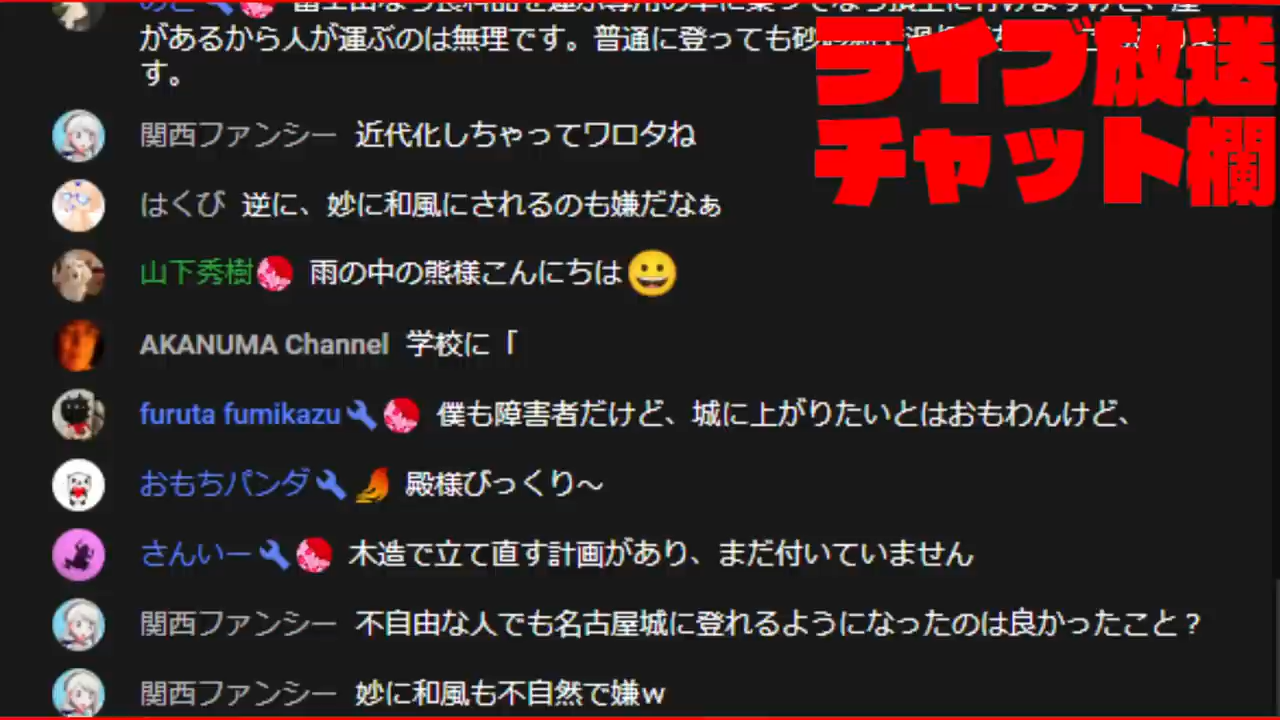 ライブ放送
チャット欄
があるから人が運ぶのは無理です。普通に登っても砂
す。
関西ファンシー 近代化しちゃってワロタね
はくび 逆に、妙に和風にされるのも嫌だなぁ
山下秀樹 雨の中の熊様こんにちは😀
AKANUMA Channel 学校に「
furuta fumikazu 僕も障害者だけど、城に上がりたいとはおもわんけど、
おもちパンダ 殿様びっくり〜
さんいー 木造で立て直す計画があり、まだ付いていません
関西ファンシー 不自由な人でも名古屋城に登れるようになったのは良かったこと？
関西ファンシー 妙に和風も不自然で嫌w